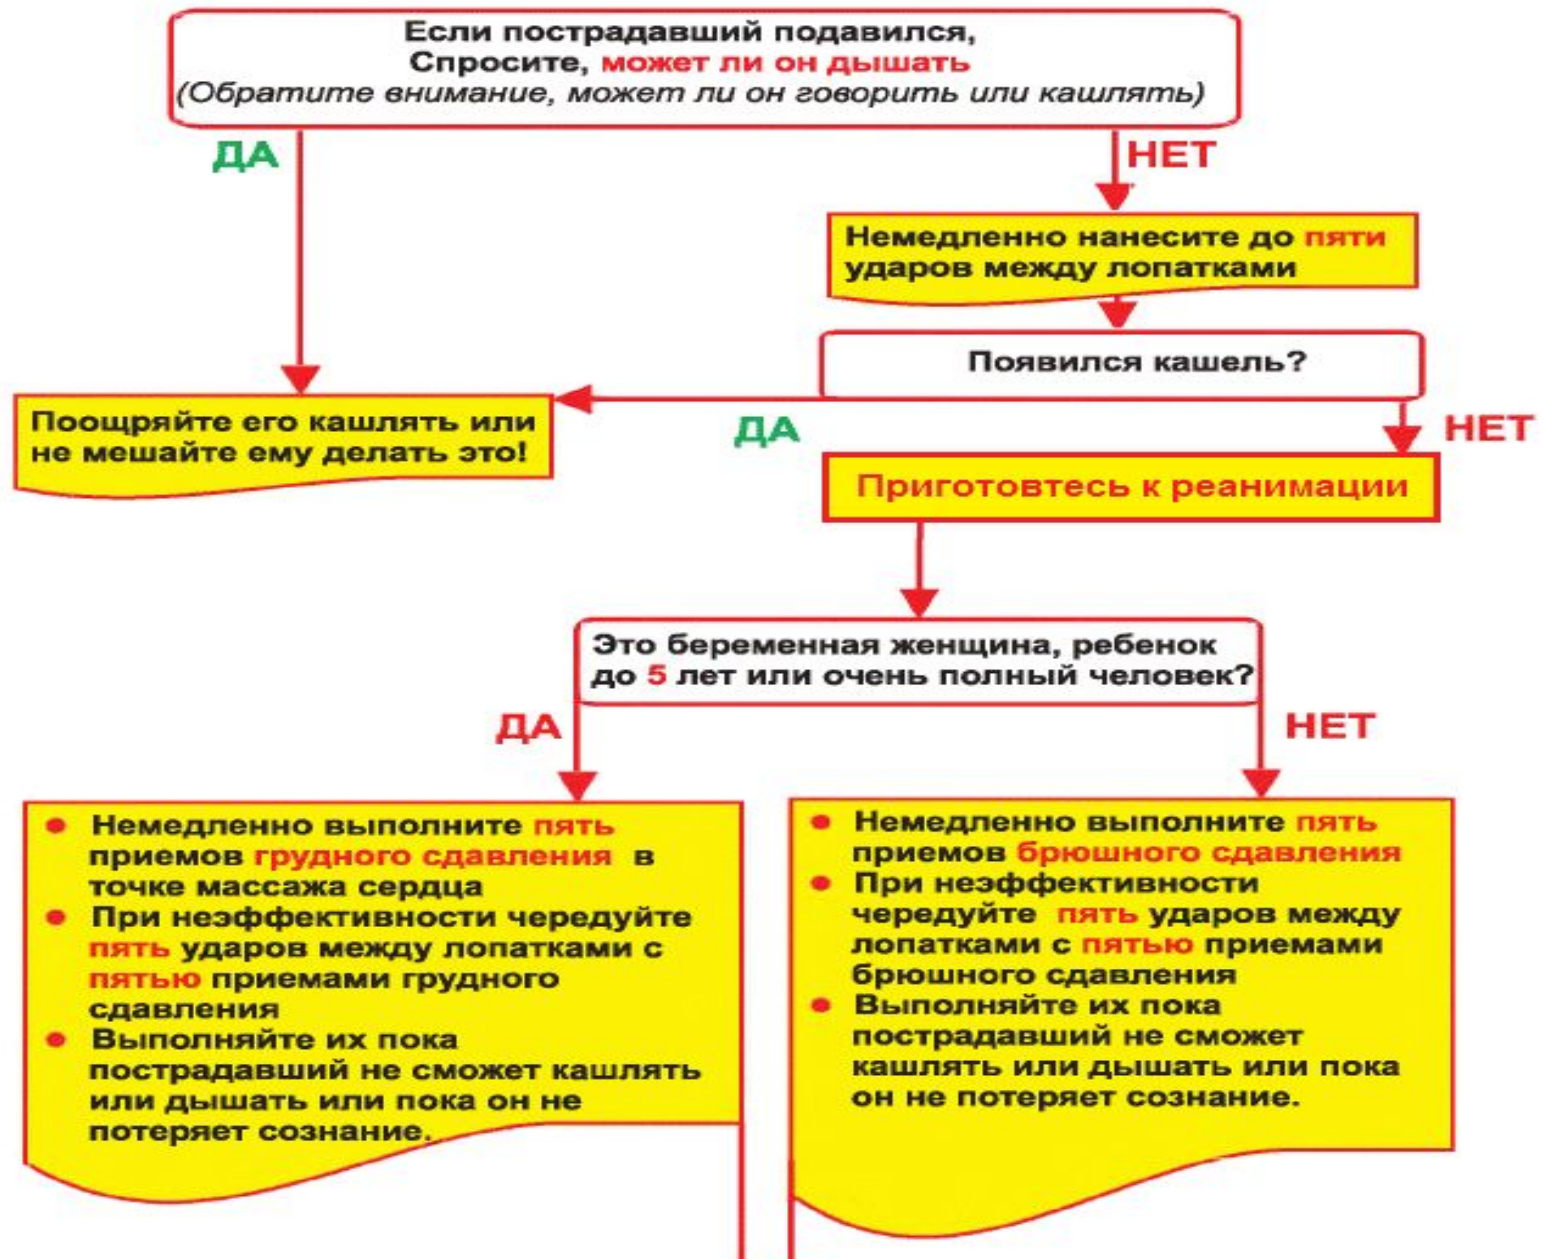 Если пострадавший подавился,
Спросите, может ли он дышать
(Обратите внимание, может ли он говорить или кашлять)
ДА
НЕТ
Немедленно нанесите до пяти
ударов между лопатками
Появился кашель?
Поощряйте его кашлять или
не мешайте ему делать это!
ДА
НЕТ
Приготовтесь к реанимации
Это беременная женщина, ребенок
до 5 лет или очень полный человек?
ДА
НЕТ
● Немедленно выполните пять
приемов грудного сдавления в
точке массажа сердца
● При неэффективности чередуйте
пять ударов между лопатками с
пятью приемами грудного
сдавления
● Выполняйте их пока
пострадавший не сможет кашлять
или дышать или пока он не
потеряет сознание.
● Немедленно выполните пять
приемов брюшного сдавления
● При неэффективности
чередуйте пять ударов между
лопатками с пятью приемами
брюшного сдавления
● Выполняйте их пока
пострадавший не сможет
кашлять или дышать или пока
он не потеряет сознание.